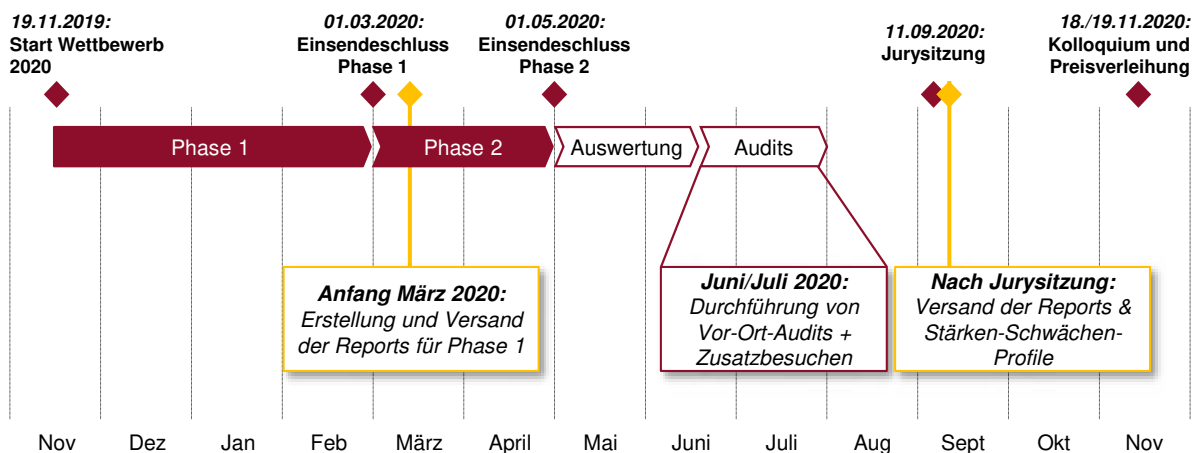 19.11.2019:
Start Wettbewerb
2020
01.03.2020:
Einsendeschluss
Phase 1
01.05.2020:
Einsendeschluss
Phase 2
11.09.2020:
Jurysitzung
18./19.11.2020:
Kolloquium und
Preisverleihung
Phase 1
Phase 2
Auswertung
Audits
Anfang März 2020:
Erstellung und Versand
der Reports für Phase 1
Juni/Juli 2020:
Durchführung von
Vor-Ort-Audits +
Zusatzbesuchen
Nach Jurysitzung:
Versand der Reports &
Stärken-Schwächen-
Profile
Nov Dez Jan Feb März April Mai Juni Juli Aug Sept Okt Nov